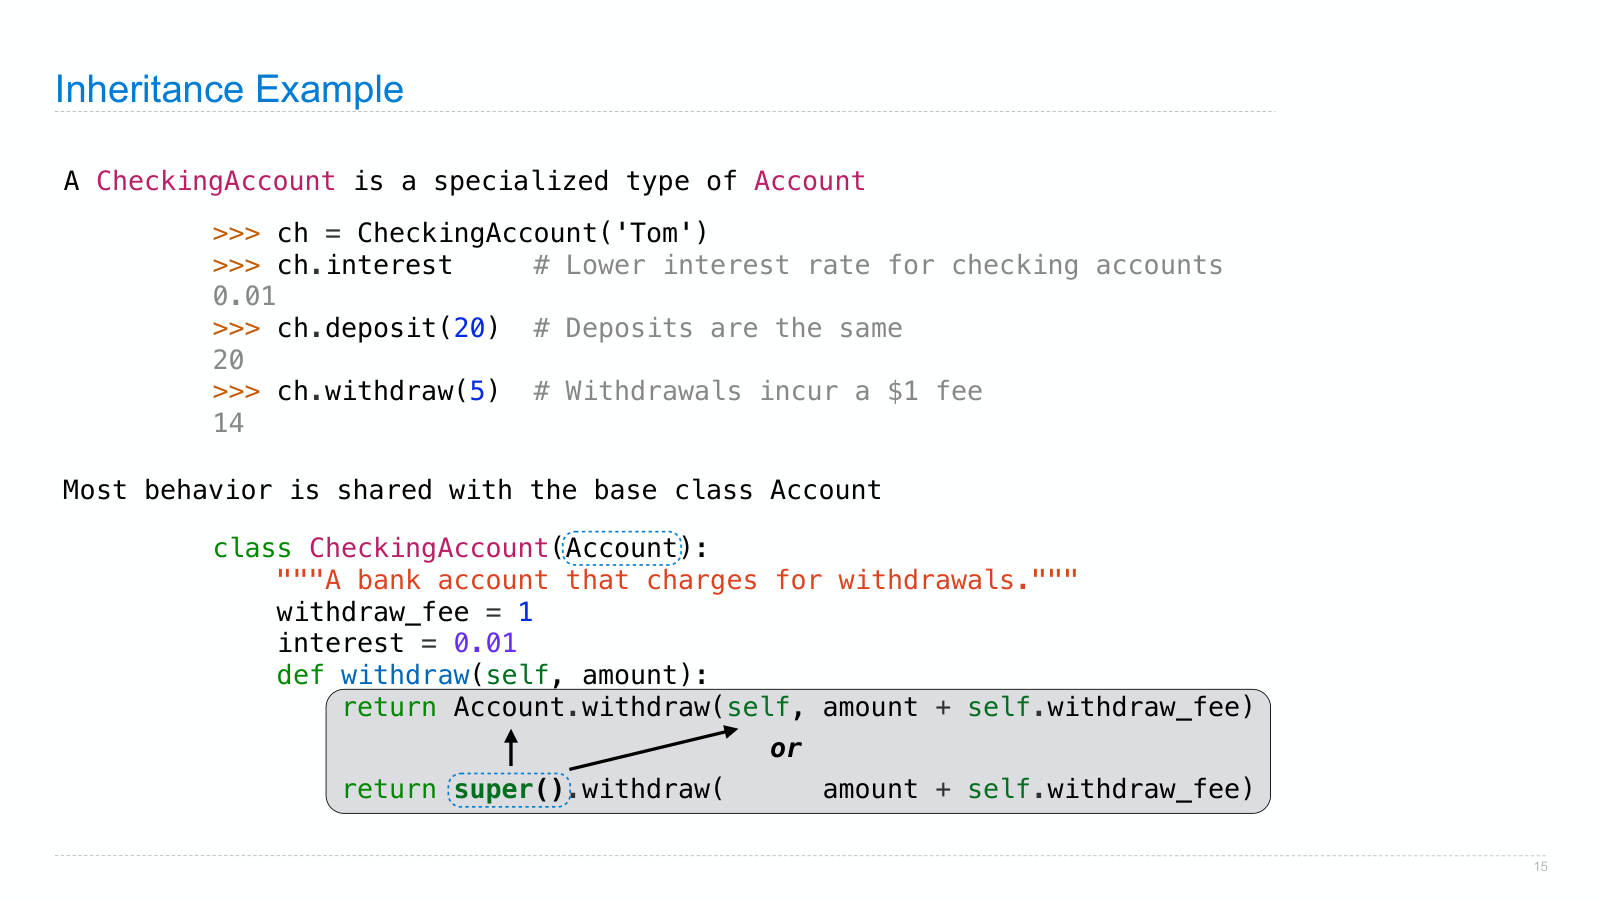 Inheritance Example
A CheckingAccount is a specialized type of Account
>>> ch = CheckingAccount('Tom')
>>> ch.interest     # Lower interest rate for checking accounts
0.01
>>> ch.deposit(20)  # Deposits are the same
20
>>> ch.withdraw(5)  # Withdrawals incur a $1 fee
14
Most behavior is shared with the base class Account
class CheckingAccount(Account):
    """A bank account that charges for withdrawals."""
    withdraw_fee = 1
    interest = 0.01
    def withdraw(self, amount):
        return Account.withdraw(self, amount + self.withdraw_fee)
or
        return super().withdraw(      amount + self.withdraw_fee)
15